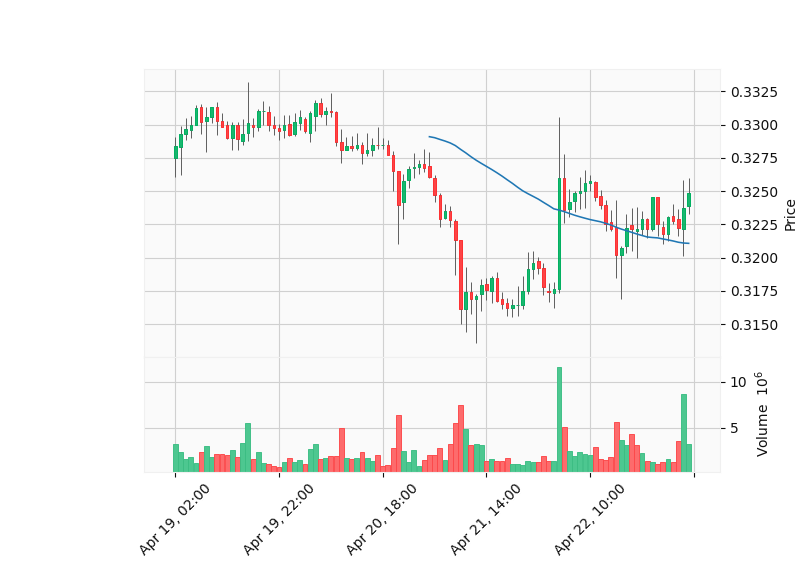 0.3325
0.3300
0.3275
0.3250
0.3225
0.3200
0.3175
0.3150
Price
10
5
Volume 10⁶
Apr 19, 02:00
Apr 19, 22:00
Apr 20, 18:00
Apr 21, 14:00
Apr 22, 10:00